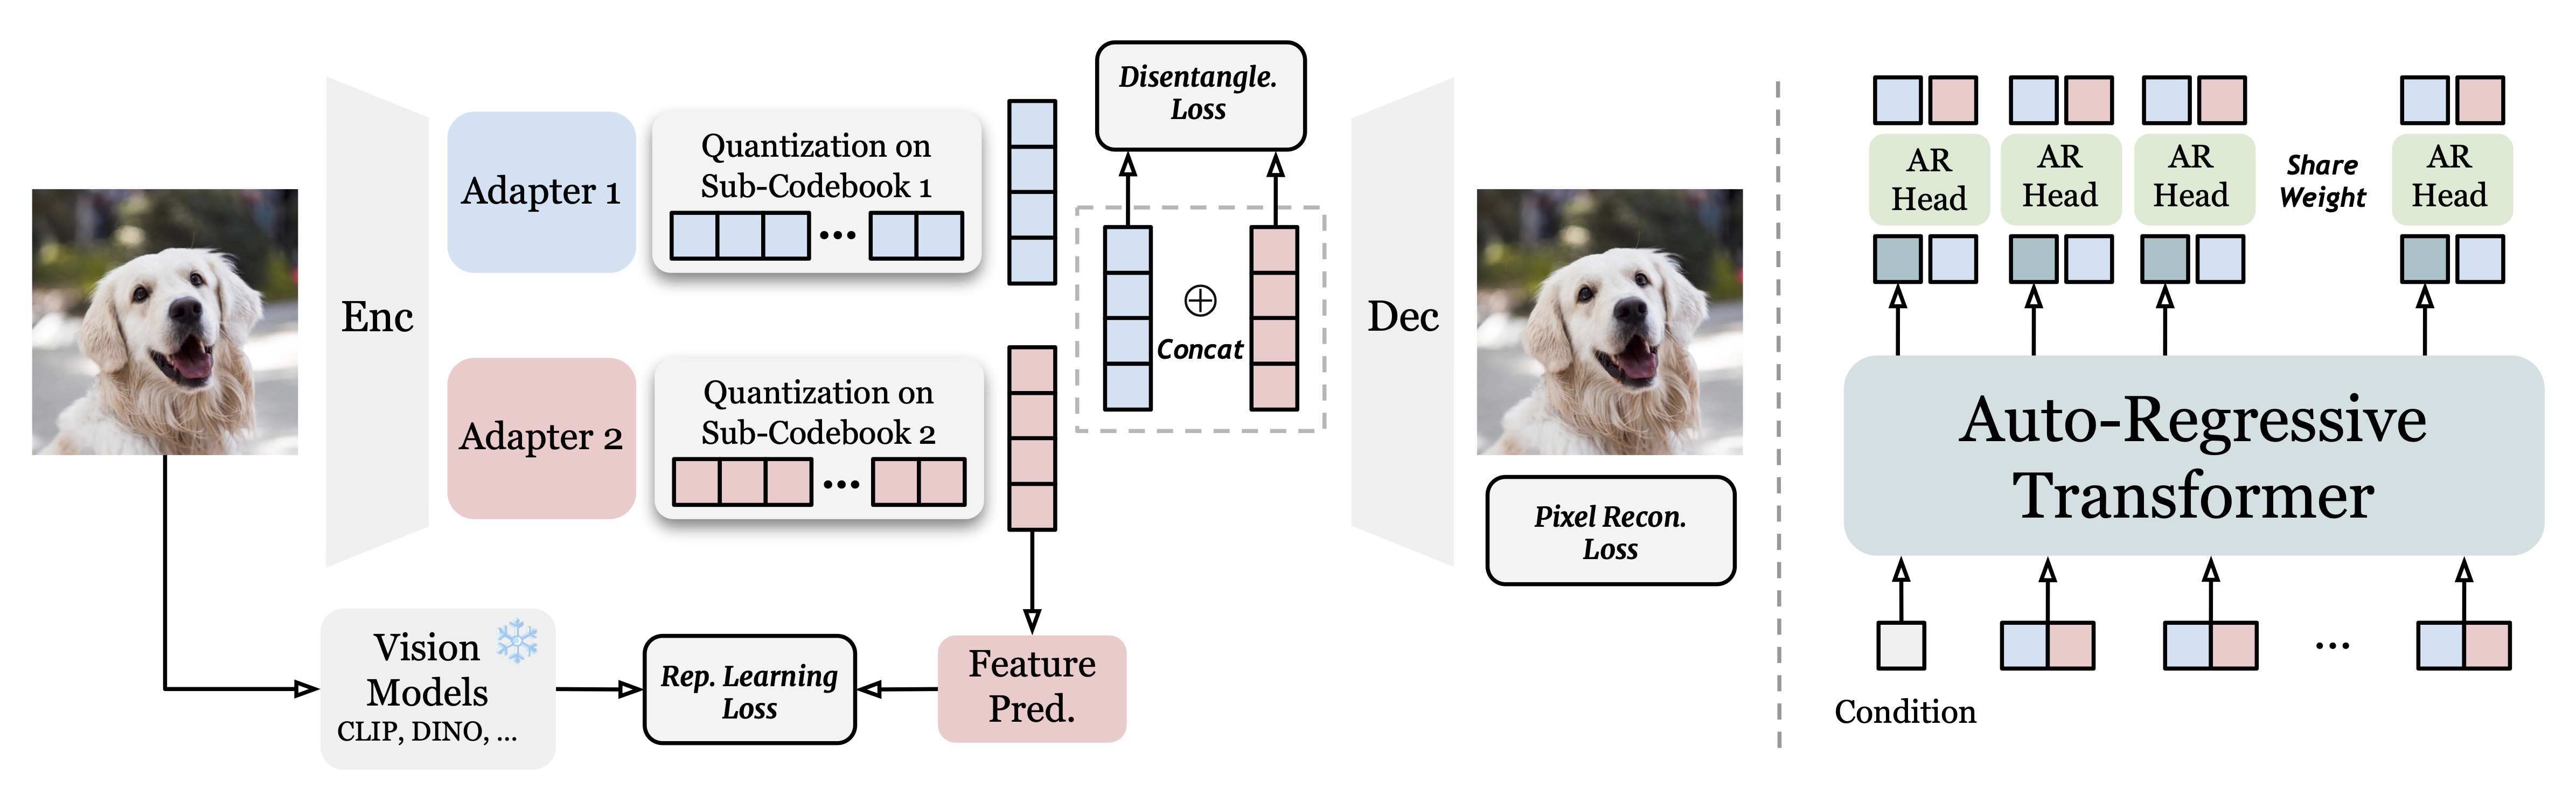 Enc
Adapter 1
Quantization on
Sub-Codebook 1
...
Adapter 2
Quantization on
Sub-Codebook 2
...
Vision
Models
CLIP, DINO, ...
Rep. Learning
Loss
Feature
Pred.
Disentangle.
Loss
Concat
Dec
Pixel Recon.
Loss
AR
Head
AR
Head
AR
Head
Share
Weight
AR
Head
Auto-Regressive
Transformer
...
Condition